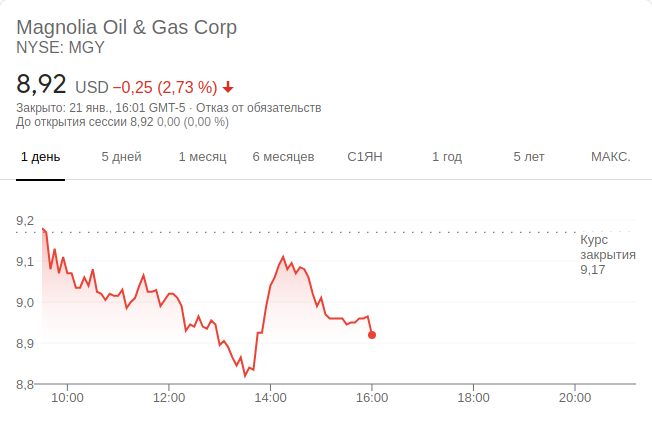 Magnolia Oil & Gas Corp
NYSE: MGY
8,92 USD −0,25 (2,73 %)
Закрыто: 21 янв., 16:01 GMT-5 · Отказ от обязательств
До открытия сессии 8,92 0,00 (0,00 %)
1 день 5 дней 1 месяц 6 месяцев С1ЯН 1 год 5 лет МАКС.
9,2
Курс
закрытия
9,17
9,1
9,0
8,9
8,8
10:00 12:00 14:00 16:00 18:00 20:00